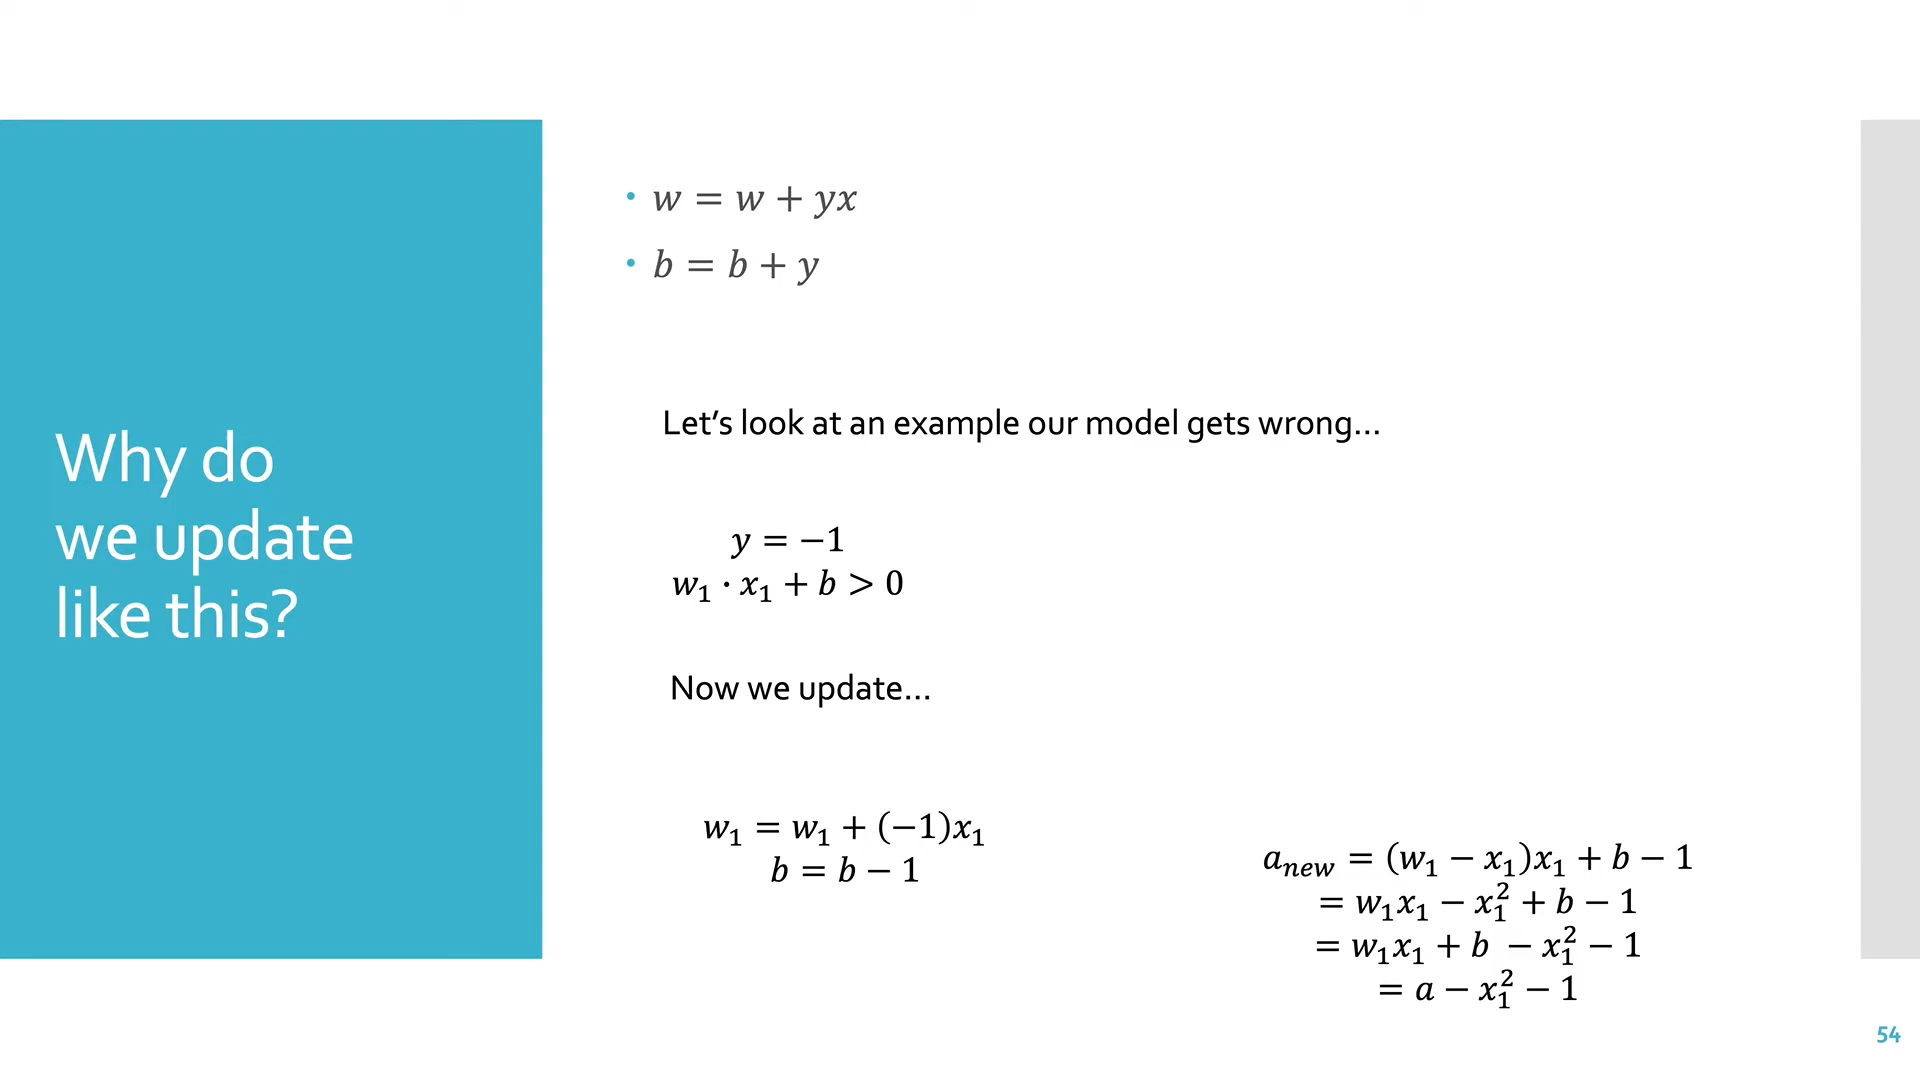 Why do
we update
like this?
• w = w + yx
• b = b + y
Let's look at an example our model gets wrong…
y = −1
w₁ · x₁ + b > 0
Now we update…
w₁ = w₁ + (−1)x₁
b = b − 1
aₙₑw = (w₁ − x₁)x₁ + b − 1
= w₁x₁ − x₁² + b − 1
= w₁x₁ + b − x₁² − 1
= a − x₁² − 1
54